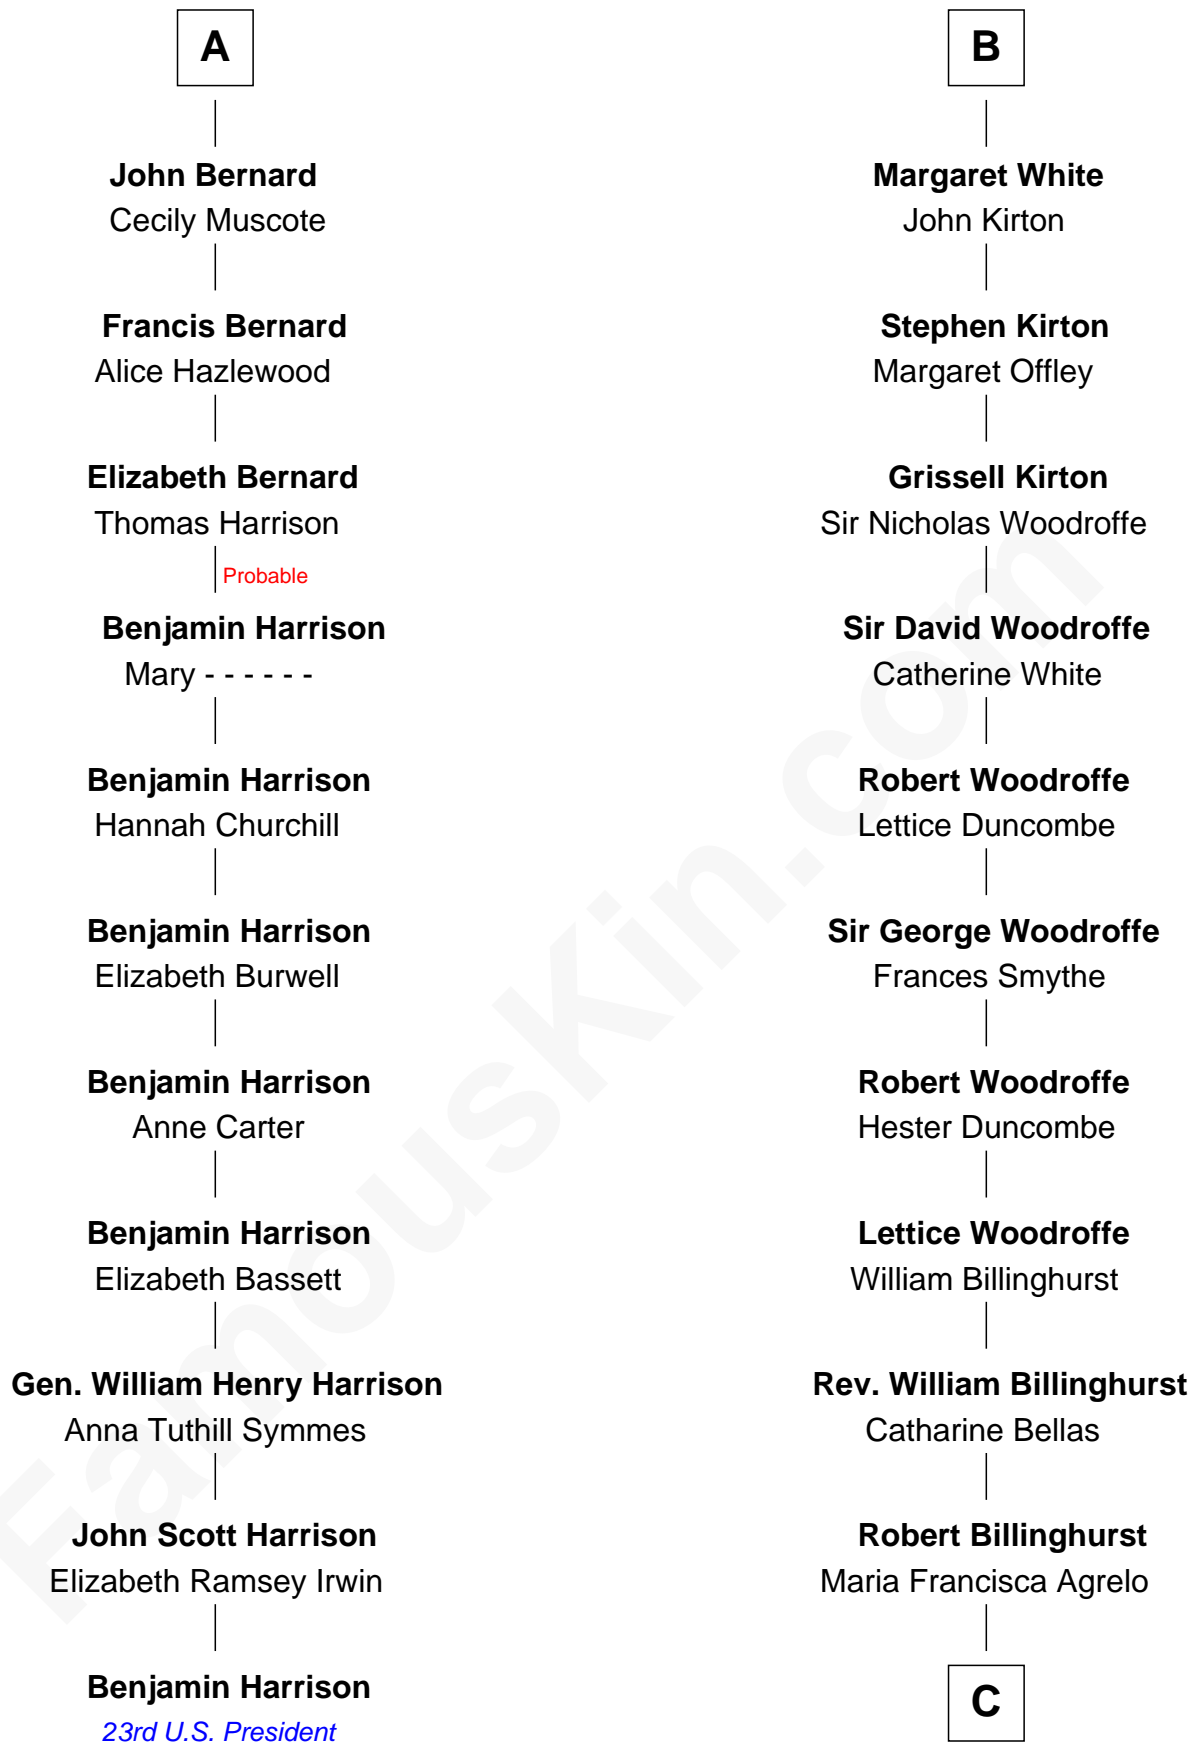 A
John Bernard
Cecily Muscote
Francis Bernard
Alice Hazlewood
Elizabeth Bernard
Thomas Harrison
Probable
Benjamin Harrison
Mary - - - - - -
Benjamin Harrison
Hannah Churchill
Benjamin Harrison
Elizabeth Burwell
Benjamin Harrison
Anne Carter
Benjamin Harrison
Elizabeth Bassett
Gen. William Henry Harrison
Anna Tuthill Symmes
John Scott Harrison
Elizabeth Ramsey Irwin
Benjamin Harrison
23rd U.S. President
B
Margaret White
John Kirton
Stephen Kirton
Margaret Offley
Grissell Kirton
Sir Nicholas Woodroffe
Sir David Woodroffe
Catherine White
Robert Woodroffe
Lettice Duncombe
Sir George Woodroffe
Frances Smythe
Robert Woodroffe
Hester Duncombe
Lettice Woodroffe
William Billinghurst
Rev. William Billinghurst
Catharine Bellas
Robert Billinghurst
Maria Francisca Agrelo
C
FamousKin.com